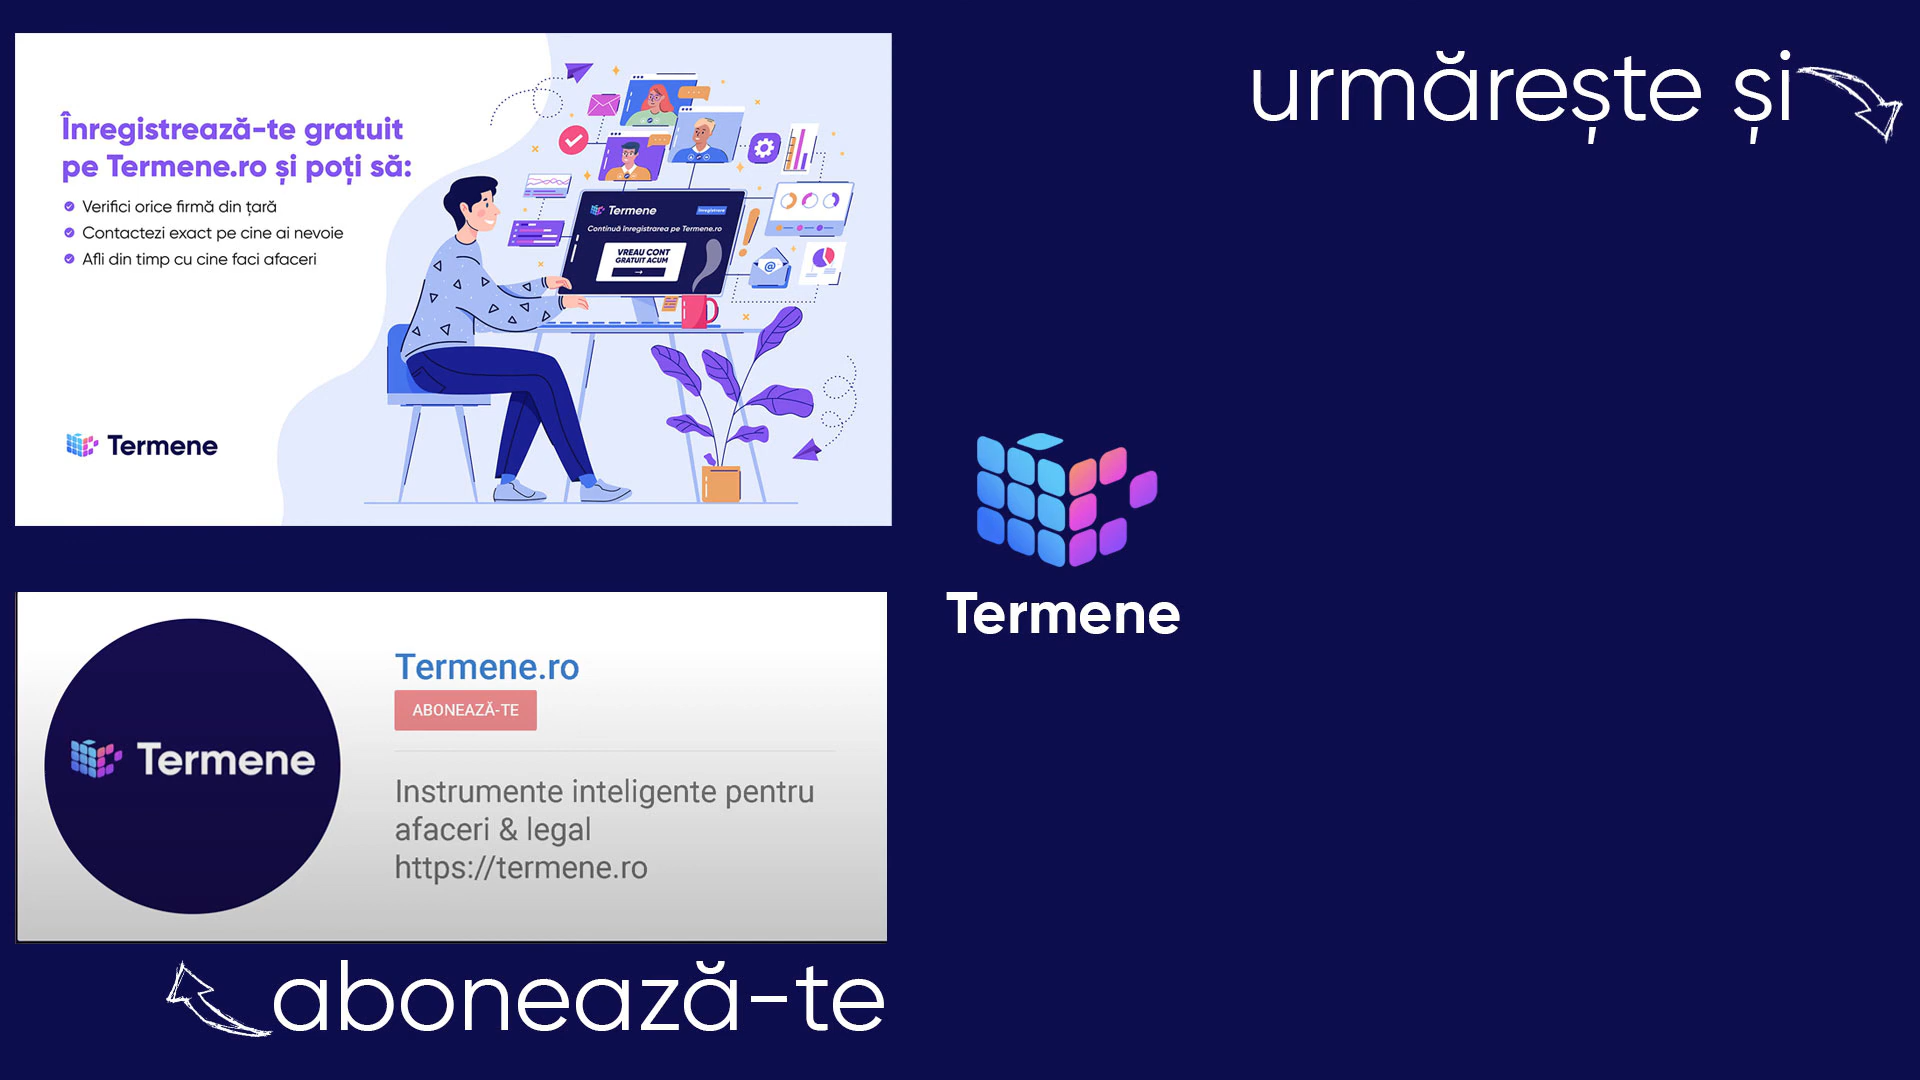 urmărește și
Înregistrează-te gratuit
pe Termene.ro și poți să:
Verifici orice firmă din țară
Contactezi exact pe cine ai nevoie
Afli din timp cu cine faci afaceri
Termene
Înregistrare
Continuă înregistrarea pe Termene.ro
VREAU CONT
GRATUIT ACUM
Termene
Termene
Termene.ro
ABONEAZĂ-TE
Termene
Instrumente inteligente pentru
afaceri & legal
https://termene.ro
abonează-te